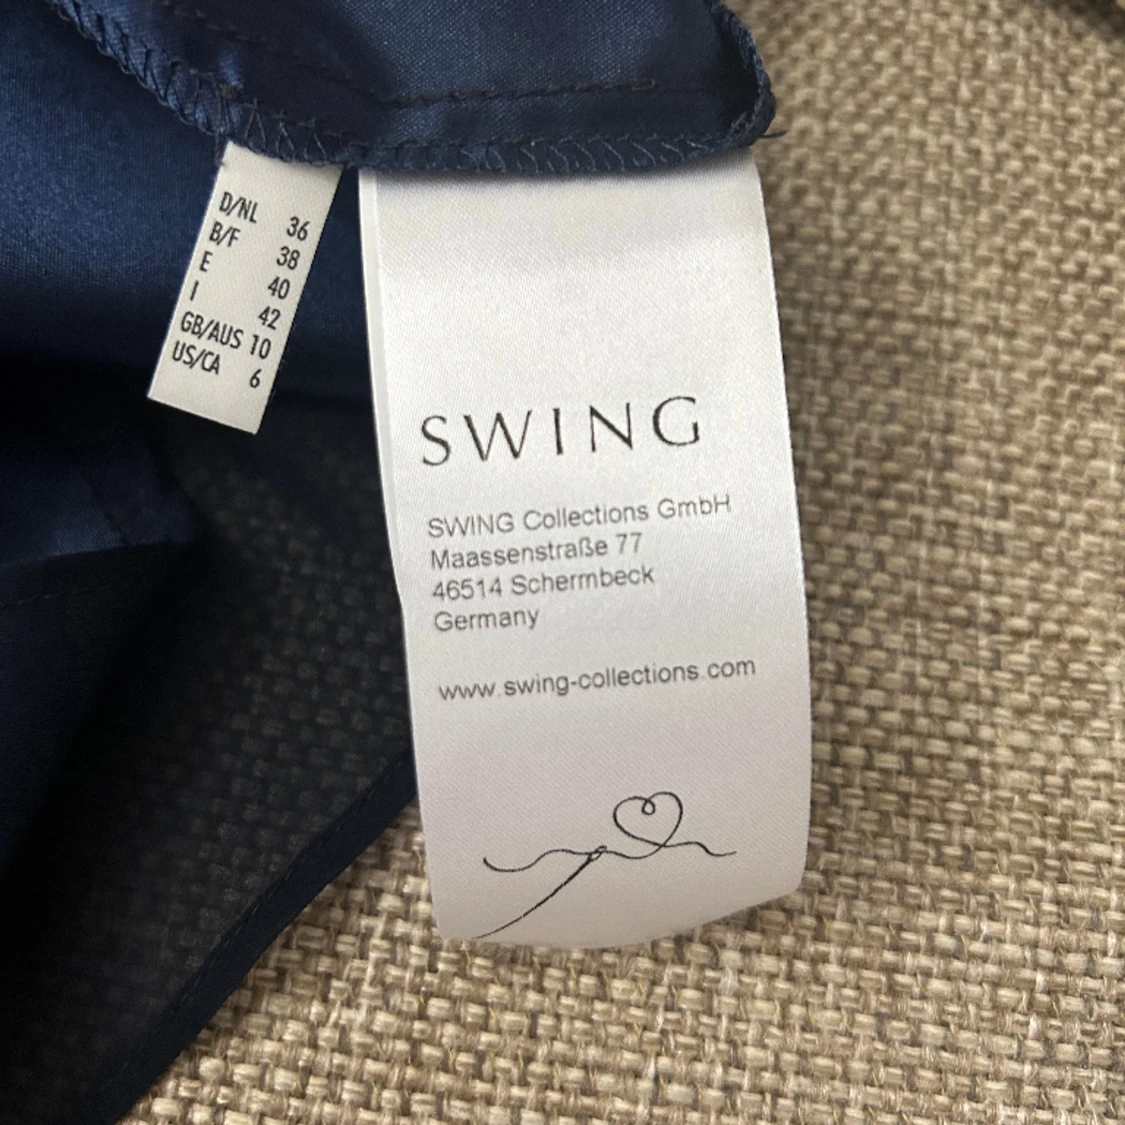 D/NL 36
B/F 38
E 40
I 42
GB/AUS 10
US/CA 6
SWING
SWING Collections GmbH
Maassenstraße 77
46514 Schermbeck
Germany
www.swing-collections.com